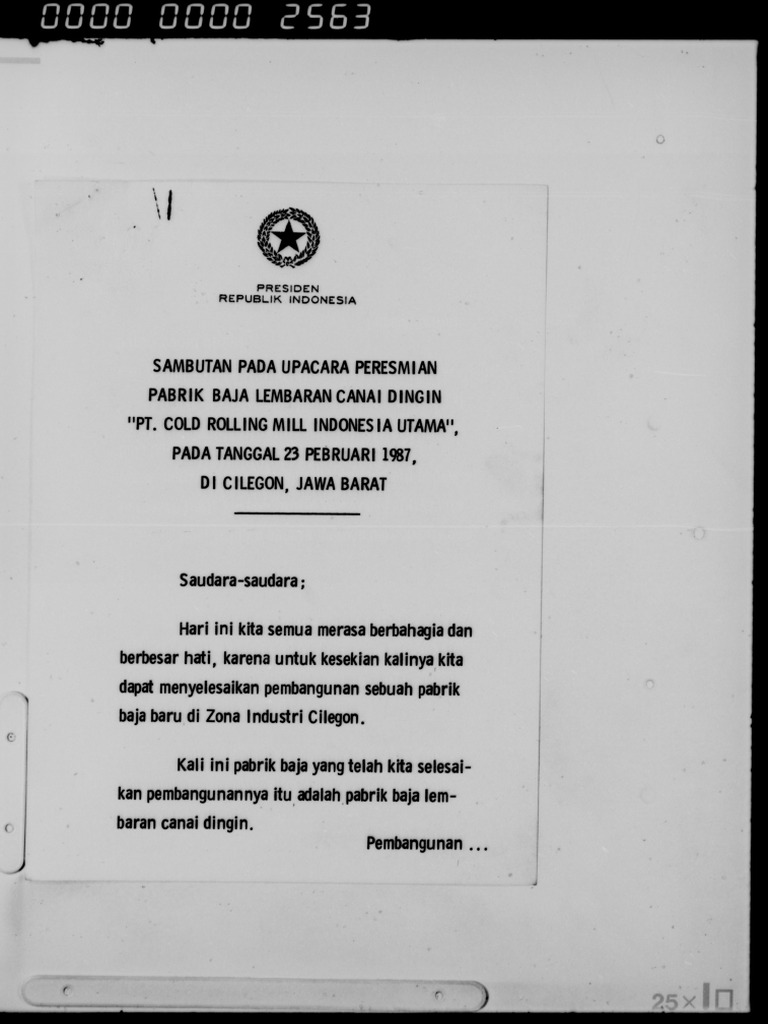 0000 0000 2563
PRESIDEN
REPUBLIK INDONESIA
SAMBUTAN PADA UPACARA PERESMIAN
PABRIK BAJA LEMBARAN CANAI DINGIN
"PT. COLD ROLLING MILL INDONESIA UTAMA",
PADA TANGGAL 23 PEBRUARI 1987,
DI CILEGON, JAWA BARAT
Saudara-saudara;
Hari ini kita semua merasa berbahagia dan
berbesar hati, karena untuk kesekian kalinya kita
dapat menyelesaikan pembangunan sebuah pabrik
baja baru di Zona Industri Cilegon.
Kali ini pabrik baja yang telah kita selesai-
kan pembangunannya itu adalah pabrik baja lem-
baran canai dingin.
Pembangunan ...
25×